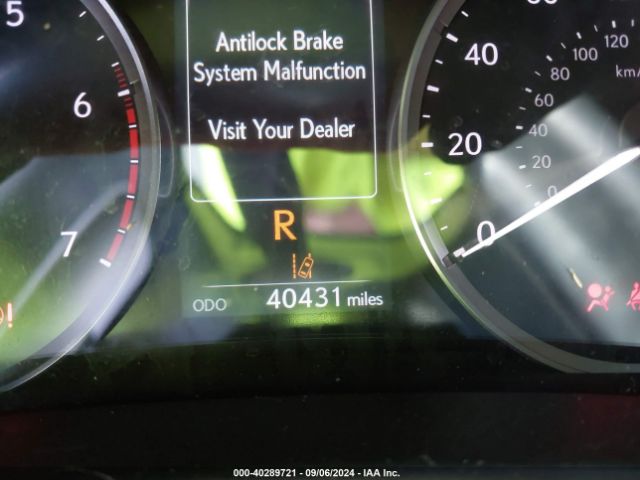 5
6
7
Antilock Brake
System Malfunction
Visit Your Dealer
R
ODO 40431 miles
40
20
0
120
100
80
60
40
20
0
km/
!
000-40289721 - 09/06/2024 - IAA Inc.